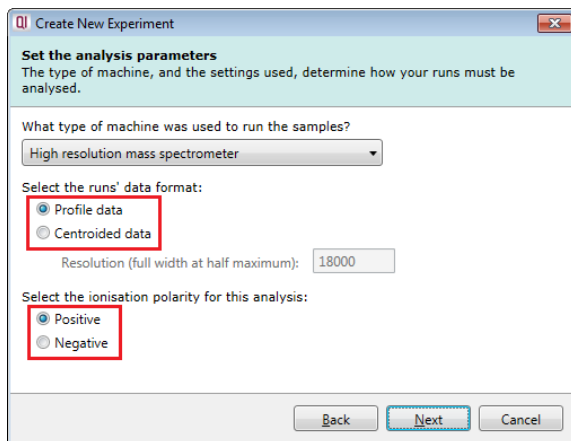 QI Create New Experiment
Set the analysis parameters
The type of machine, and the settings used, determine how your runs must be
analysed.
What type of machine was used to run the samples?
High resolution mass spectrometer
Select the runs' data format:
Profile data
Centroided data
Resolution (full width at half maximum): 18000
Select the ionisation polarity for this analysis:
Positive
Negative
Back Next Cancel